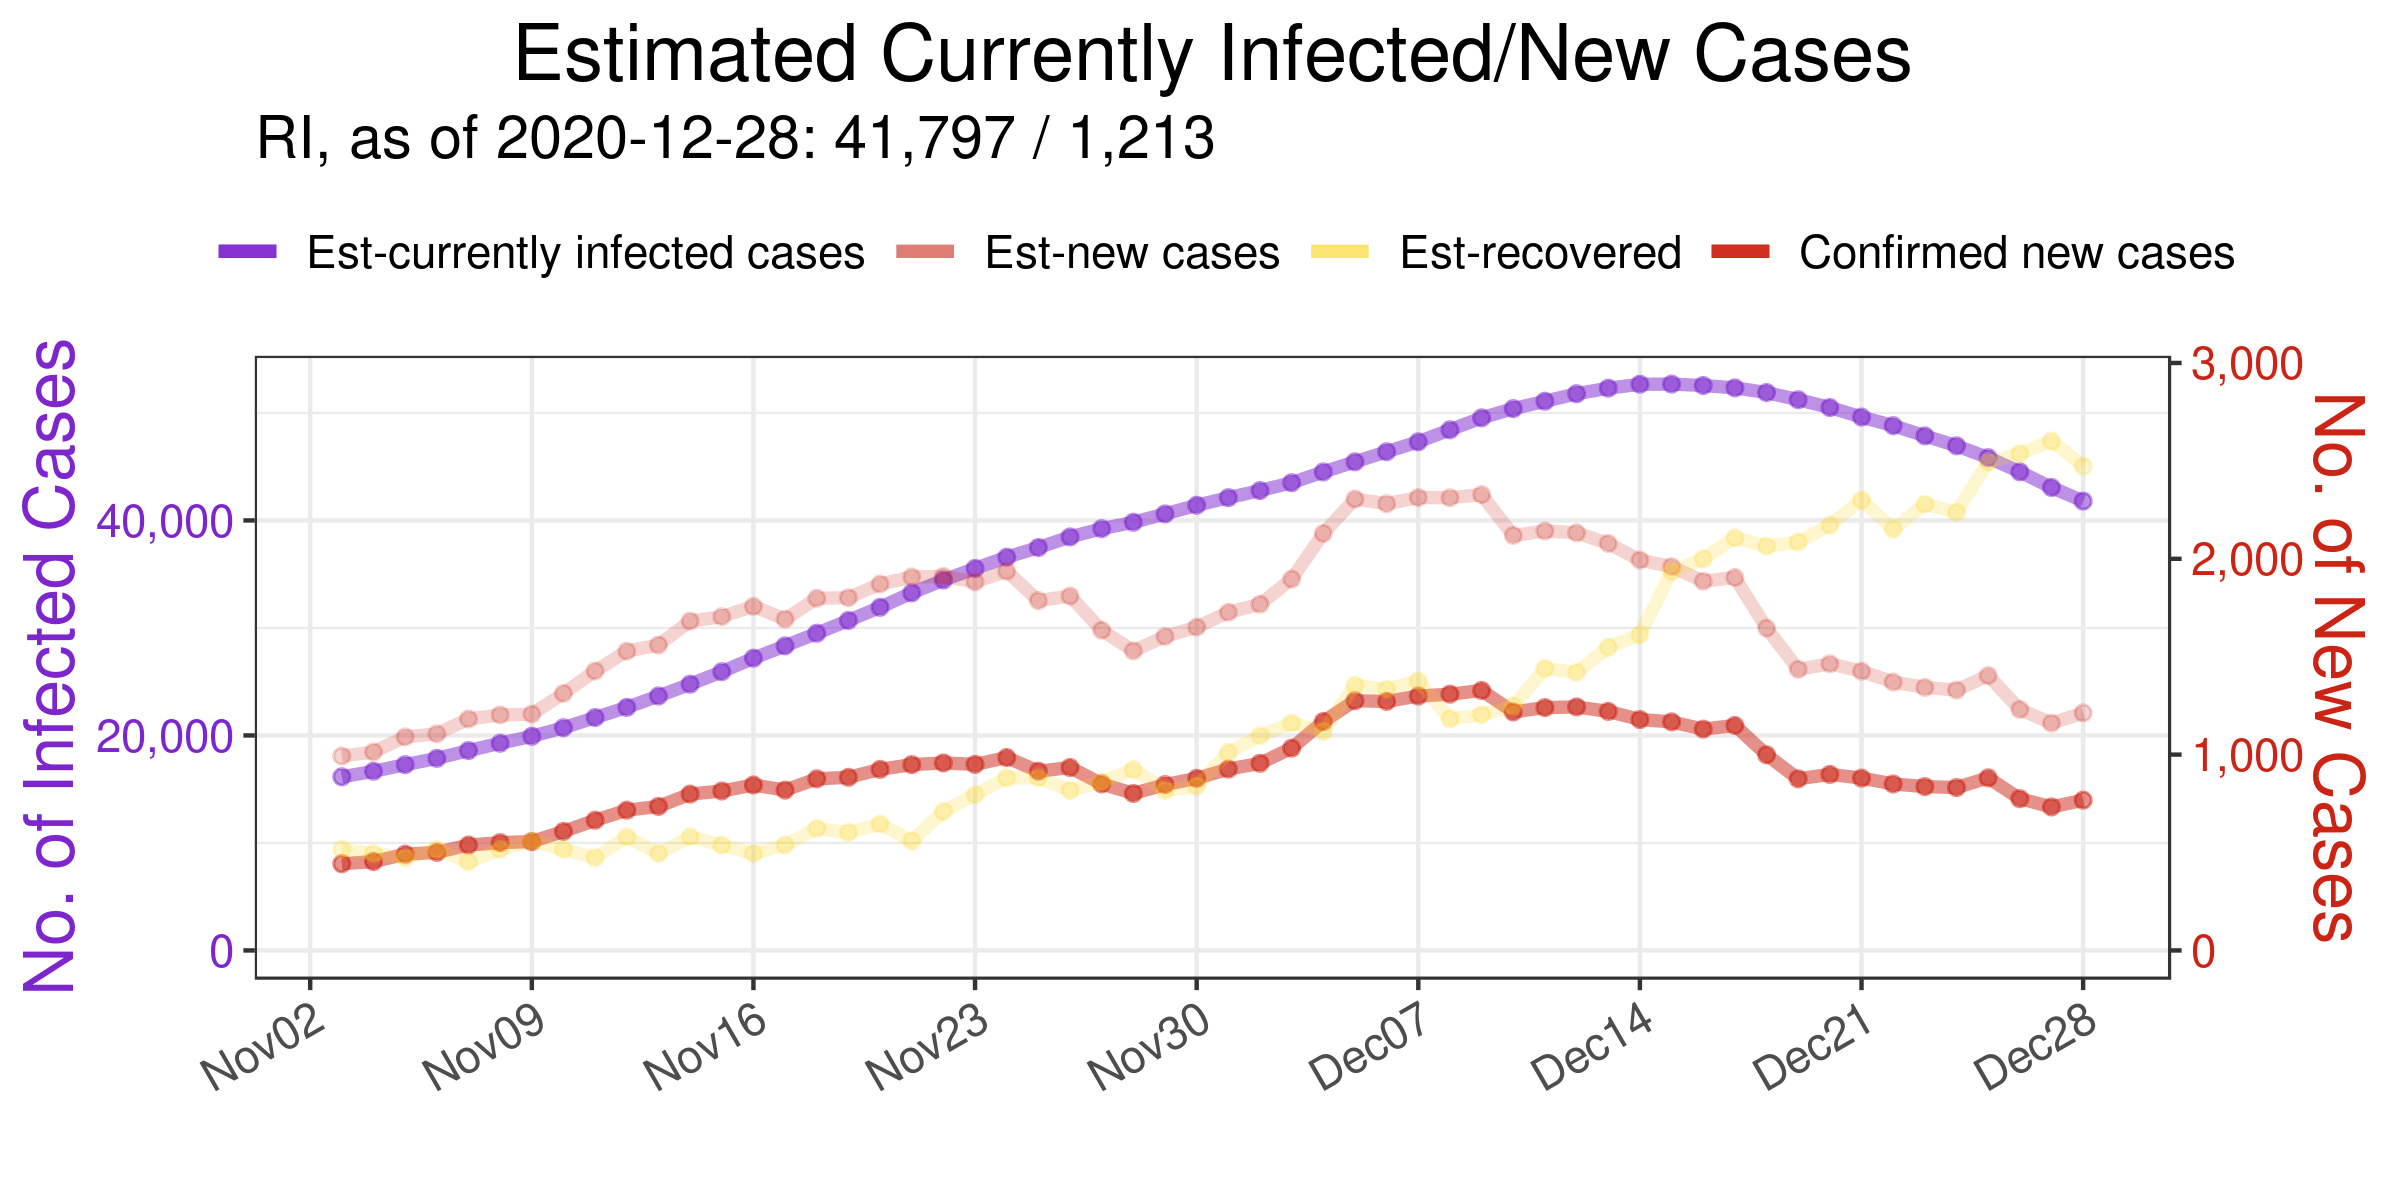 Estimated Currently Infected/New Cases
RI, as of 2020-12-28: 41,797 / 1,213
Est-currently infected cases Est-new cases Est-recovered Confirmed new cases
No. of Infected Cases
40,000
20,000
0
3,000
2,000
1,000
0
No. of New Cases
Nov02 Nov09 Nov16 Nov23 Nov30 Dec07 Dec14 Dec21 Dec28